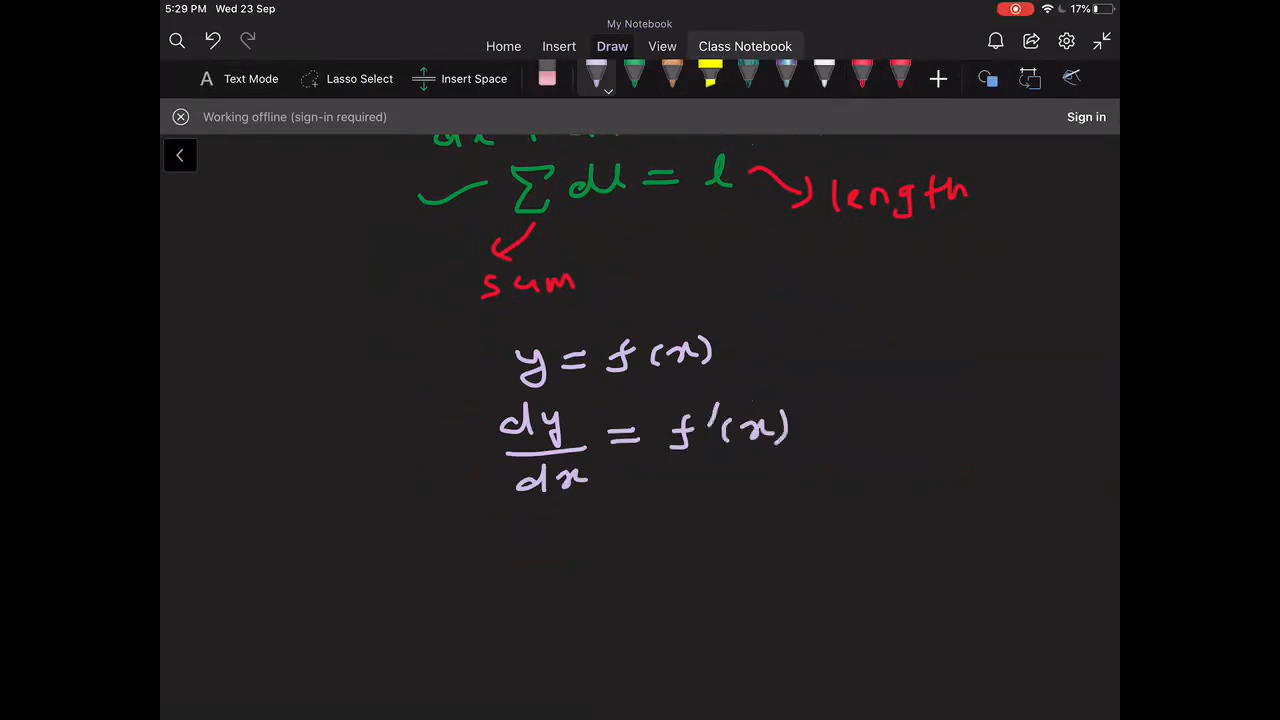 5:29 PM Wed 23 Sep
17%
My Notebook
Home Insert Draw View Class Notebook
A Text Mode Lasso Select Insert Space
Working offline (sign-in required) Sign in
∑ dl = l length
sum
y = f(x)
dy/dx = f'(x)